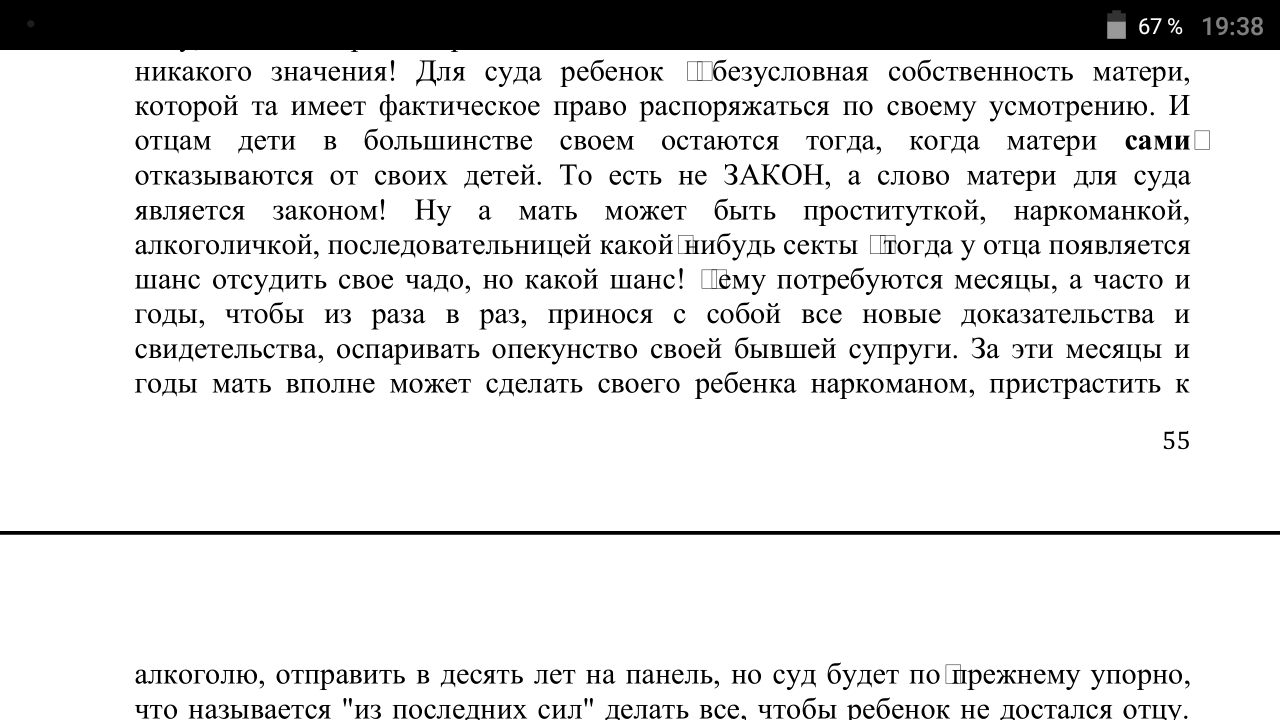 67 % 19:38
никакого значения! Для суда ребенок безусловная собственность матери,
которой та имеет фактическое право распоряжаться по своему усмотрению. И
отцам дети в большинстве своем остаются тогда, когда матери сами
отказываются от своих детей. То есть не ЗАКОН, а слово матери для суда
является законом! Ну а мать может быть проституткой, наркоманкой,
алкоголичкой, последовательницей какой нибудь секты тогда у отца появляется
шанс отсудить свое чадо, но какой шанс! ему потребуются месяцы, а часто и
годы, чтобы из раза в раз, принося с собой все новые доказательства и
свидетельства, оспаривать опекунство своей бывшей супруги. За эти месяцы и
годы мать вполне может сделать своего ребенка наркоманом, пристрастить к
55
алкоголю, отправить в десять лет на панель, но суд будет по прежнему упорно,
что называется "из последних сил" делать все, чтобы ребенок не достался отцу.